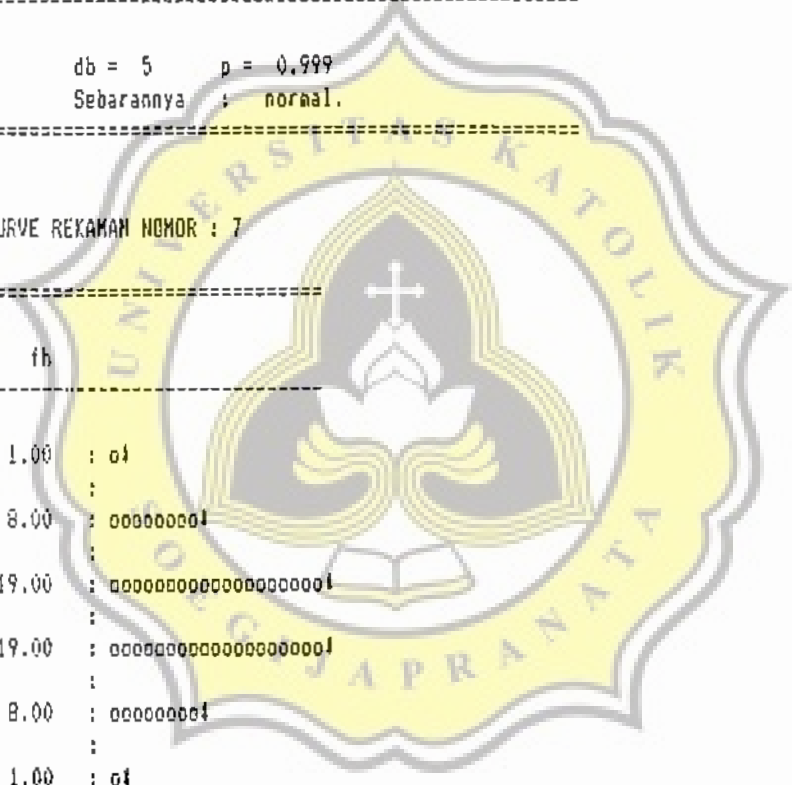 db = 5 p = 0.999
Sebarannya : normal.
URVE REKAMAN NOMOR : 7
fh
1.00 : o
:
8.00 : oooooooo
:
19.00 : ooooooooooooooooooo
:
19.00 : ooooooooooooooooooo
:
8.00 : oooooooo
:
1.00 : o
UNIVERSITAS KATOLIK
SOEGIJAPRANATA